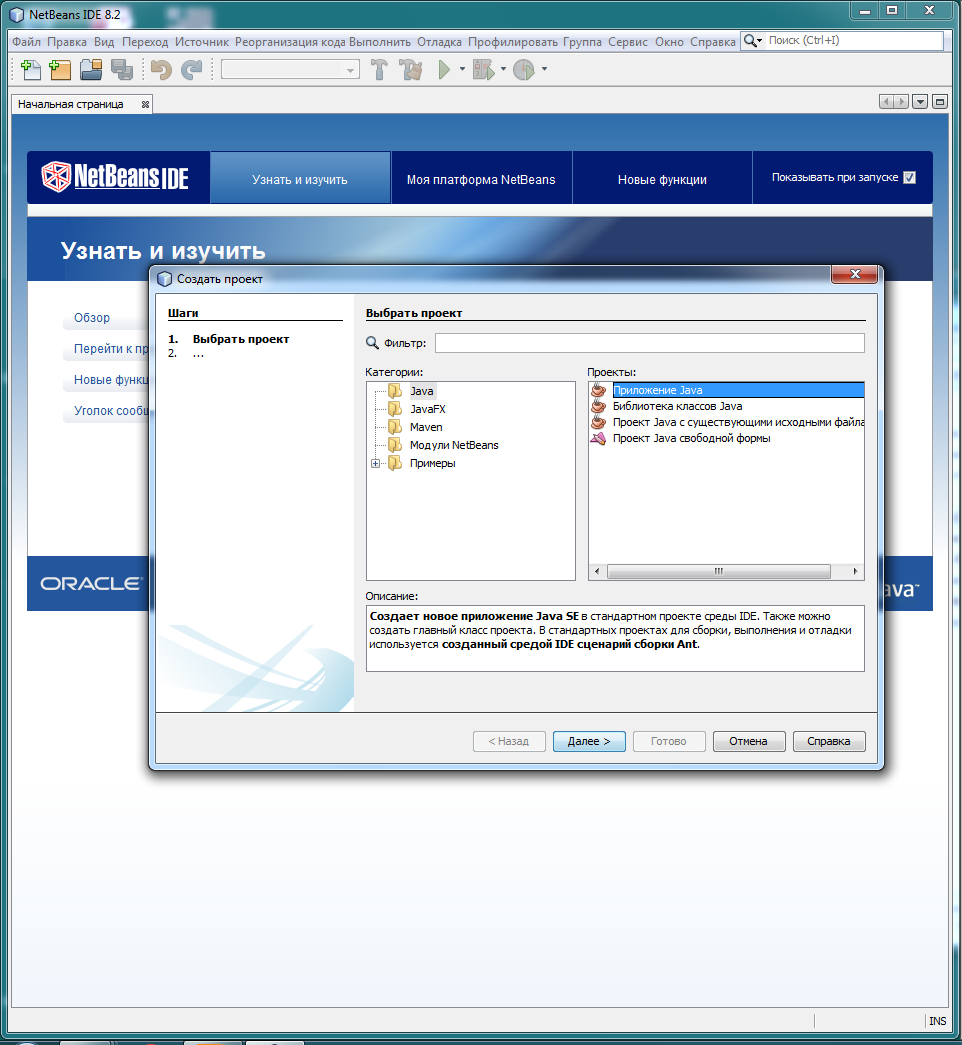 NetBeans IDE 8.2
Файл Правка Вид Переход Источник Реорганизация кода Выполнить Отладка Профилировать Группа Сервис Окно Справка Поиск (Ctrl+I)
Начальная страница
NetBeans IDE Узнать и изучить Моя платформа NetBeans Новые функции Показывать при запуске
Узнать и изучить
Обзор
Перейти к пр
Новые функц
Уголок сообщ
ORACLE
ava™
Создать проект
Шаги
1. Выбрать проект
2. ...
Выбрать проект
Фильтр:
Категории:
Java
JavaFX
Maven
Модули NetBeans
Примеры
Проекты:
Приложение Java
Библиотека классов Java
Проект Java с существующими исходными файла
Проект Java свободной формы
Описание:
Создает новое приложение Java SE в стандартном проекте среды IDE. Также можно
создать главный класс проекта. В стандартных проектах для сборки, выполнения и отладки
используется созданный средой IDE сценарий сборки Ant.
< Назад Далее > Готово Отмена Справка
INS